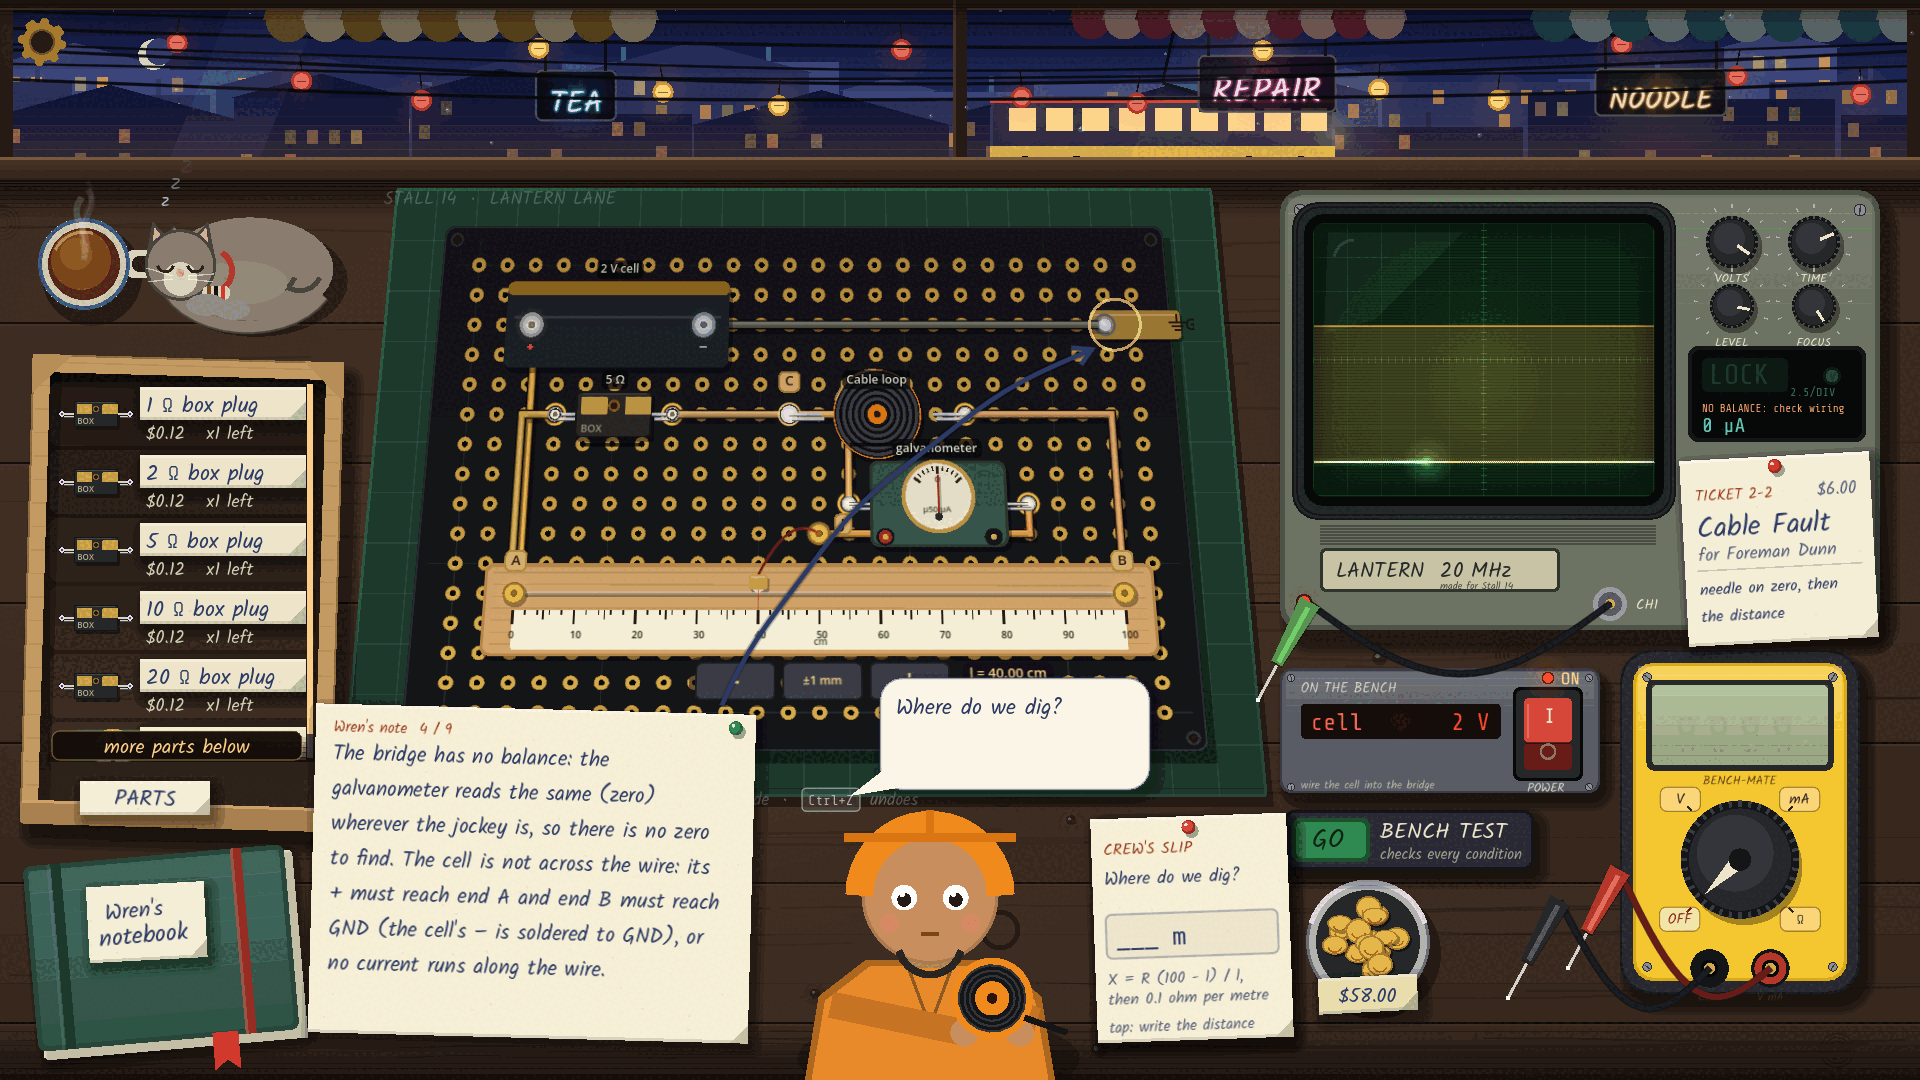 TEA
REPAIR
NOODLE
STALL 14 · LANTERN LANE
z
z
2 V cell
+
−
G
5 Ω
C
Cable loop
BOX
galvanometer
0
µ50 µA
A
B
0 10 20 30 40 50 60 70 80 90 100
cm
±1 mm
l = 40.00 cm
1 Ω box plug
$0.12 x1 left
BOX
2 Ω box plug
$0.12 x1 left
BOX
5 Ω box plug
$0.12 x1 left
BOX
10 Ω box plug
$0.12 x1 left
BOX
20 Ω box plug
$0.12 x1 left
BOX
more parts below
PARTS
Wren's
notebook
Wren's note 4 / 9
The bridge has no balance: the
galvanometer reads the same (zero)
wherever the jockey is, so there is no zero
to find. The cell is not across the wire: its
+ must reach end A and end B must reach
GND (the cell's − is soldered to GND), or
no current runs along the wire.
Where do we dig?
Ctrl+Z undoes
VOLTS
TIME
LEVEL
FOCUS
LOCK
2.5/DIV
NO BALANCE: check wiring
0 µA
LANTERN 20 MHz
made for Stall 14
CH1
TICKET 2-2 $6.00
Cable Fault
for Foreman Dunn
needle on zero, then
the distance
ON THE BENCH
ON
cell 2 V
I
wire the cell into the bridge
POWER
GO
BENCH TEST
checks every condition
CREW'S SLIP
Where do we dig?
___ m
X = R (100 - l) / l,
then 0.1 ohm per metre
tap: write the distance
$58.00
BENCH-MATE
V
mA
OFF
Ω